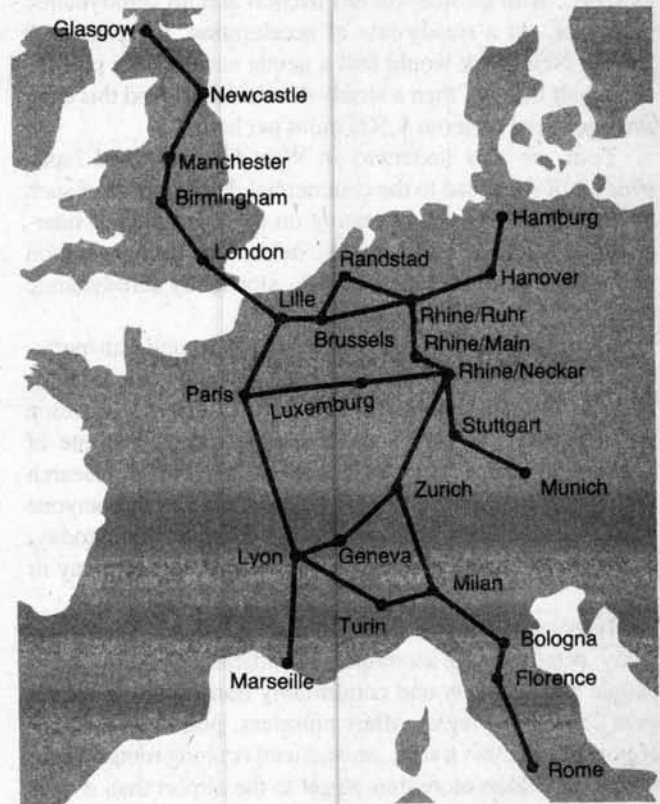 Glasgow
Newcastle
Manchester
Birmingham
London
Hamburg
Randstad
Hanover
Lille
Brussels
Rhine/Ruhr
Rhine/Main
Rhine/Neckar
Paris
Luxemburg
Stuttgart
Munich
Zurich
Lyon
Geneva
Milan
Turin
Bologna
Marseille
Florence
Rome